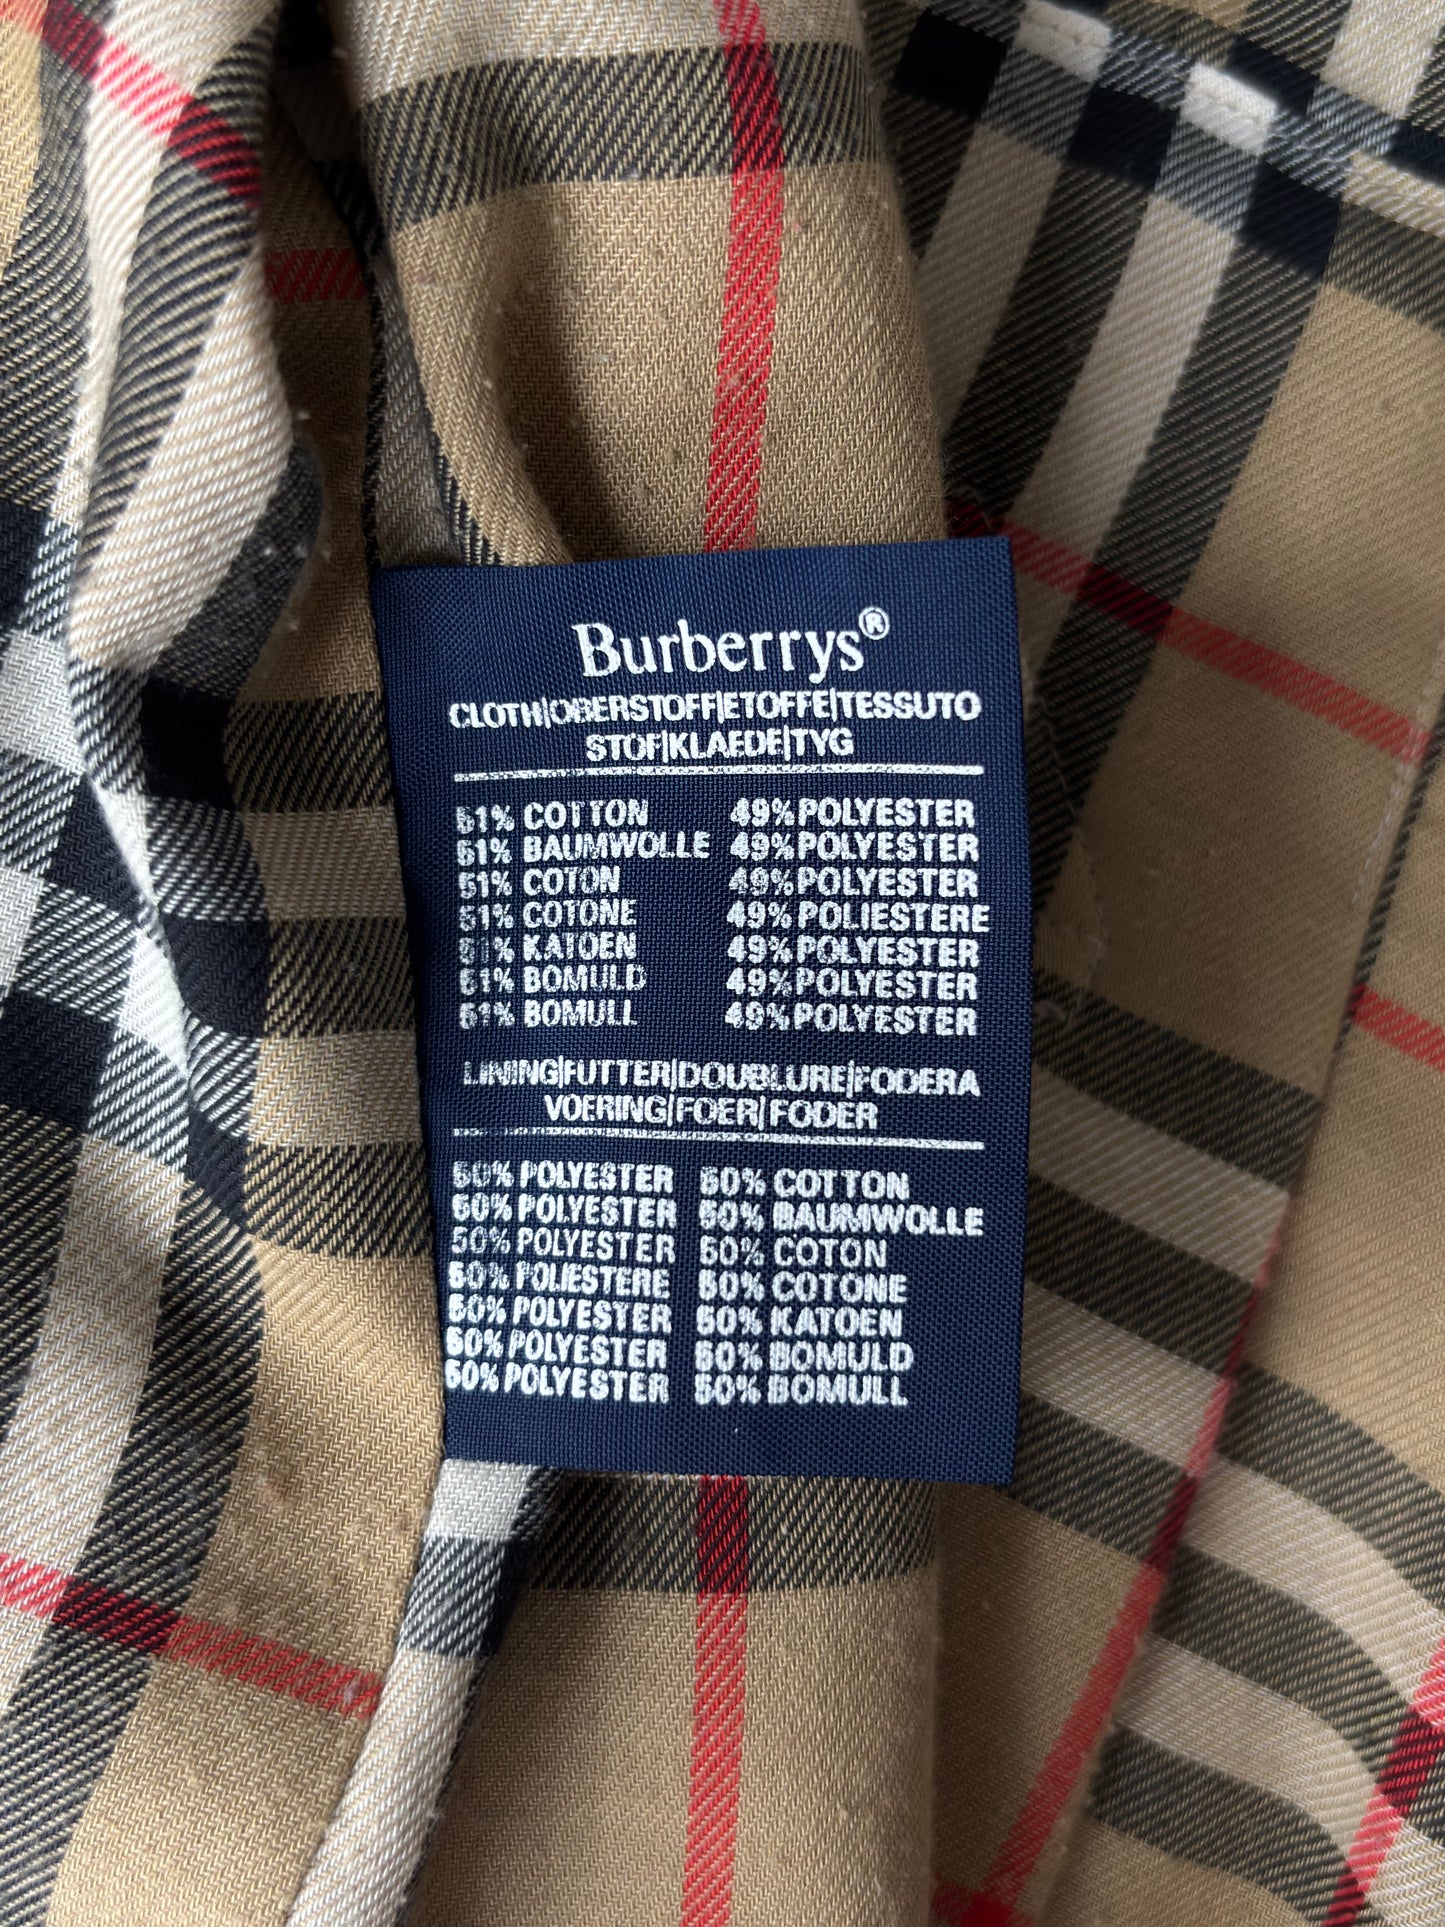 Burberrys®
CLOTH|OBERSTOFF|ETOFFE|TESSUTO
STOF|KLAEDE|TYG
51% COTTON 49% POLYESTER
51% BAUMWOLLE 49% POLYESTER
51% COTON 49% POLYESTER
51% COTONE 49% POLIESTERE
51% KATOEN 49% POLYESTER
51% BOMULD 49% POLYESTER
51% BOMULL 49% POLYESTER
LINING|FUTTER|DOUBLURE|FODERA
VOERING|FOER|FODER
50% POLYESTER 50% COTTON
50% POLYESTER 50% BAUMWOLLE
50% POLYESTER 50% COTON
50% POLIESTERE 50% COTONE
50% POLYESTER 50% KATOEN
50% POLYESTER 50% BOMULD
50% POLYESTER 50% BOMULL